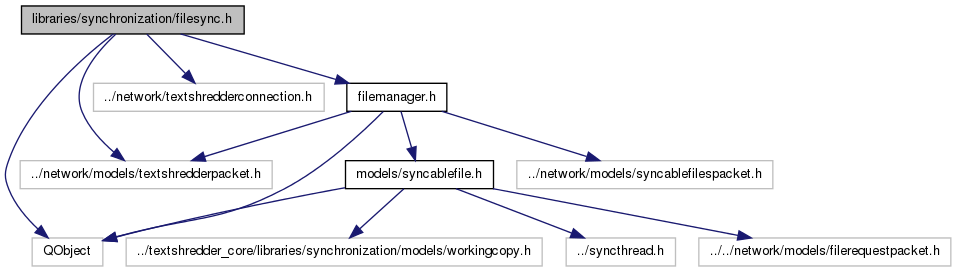 libraries/synchronization/filesync.h
../network/textshredderconnection.h
filemanager.h
../network/models/textshredderpacket.h
models/syncablefile.h
../network/models/syncablefilespacket.h
QObject
../textshredder_core/libraries/synchronization/models/workingcopy.h
../syncthread.h
../../network/models/filerequestpacket.h